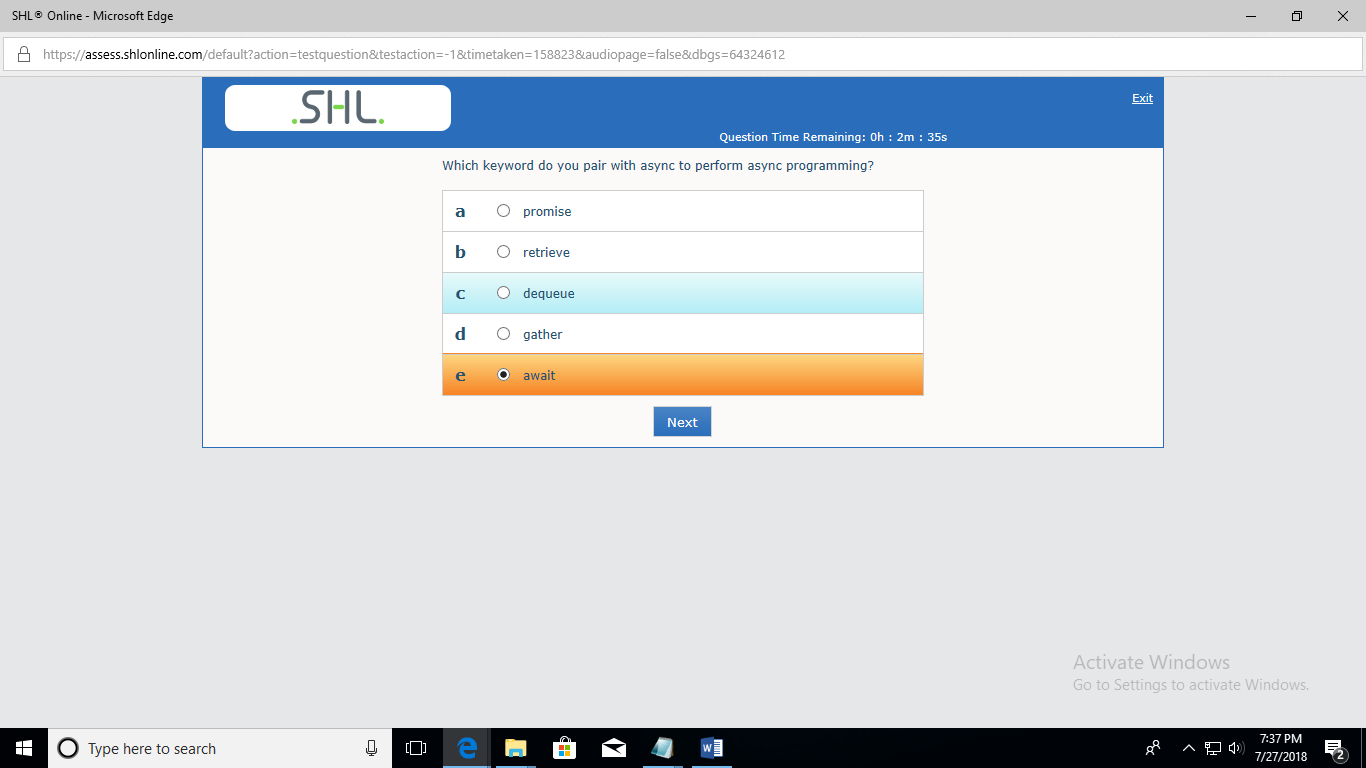 SHL® Online - Microsoft Edge
https://assess.shlonline.com/default?action=testquestion&testaction=-1&timetaken=158823&audiopage=false&dbgs=64324612
.SHL.
Exit
Question Time Remaining: 0h : 2m : 35s
Which keyword do you pair with async to perform async programming?
a promise
b retrieve
c dequeue
d gather
e await
Next
Activate Windows
Go to Settings to activate Windows.
Type here to search
7:37 PM
7/27/2018
2